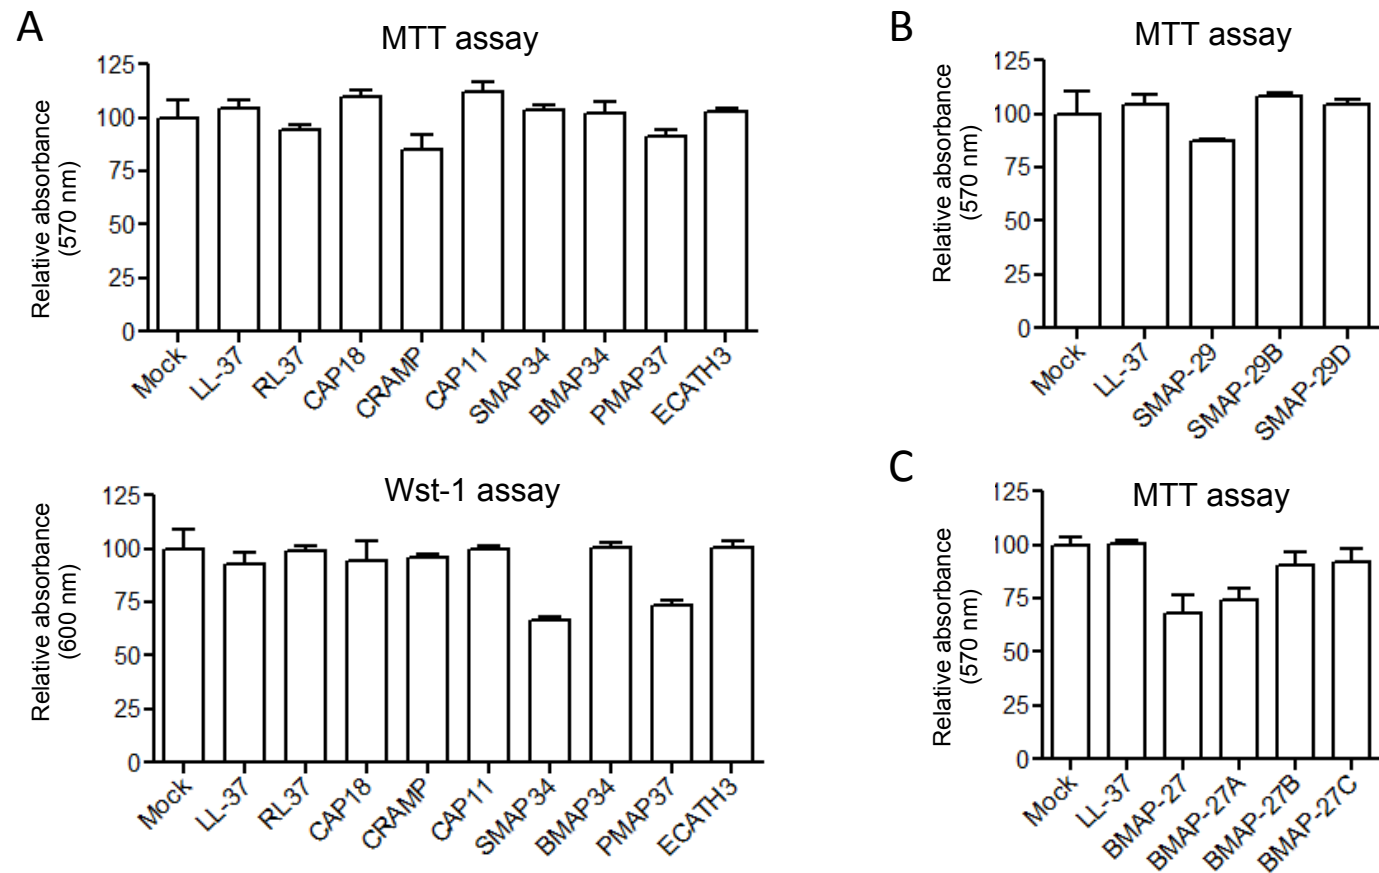 A
MTT assay
Relative absorbance
(570 nm)
125
100
75
50
25
0
Mock
LL-37
RL37
CAP18
CRAMP
CAP11
SMAP34
BMAP34
PMAP37
ECATH3
Wst-1 assay
Relative absorbance
(600 nm)
125
100
75
50
25
0
Mock
LL-37
RL37
CAP18
CRAMP
CAP11
SMAP34
BMAP34
PMAP37
ECATH3
B
MTT assay
Relative absorbance
(570 nm)
125
100
75
50
25
0
Mock
LL-37
SMAP-29
SMAP-29B
SMAP-29D
C
MTT assay
Relative absorbance
(570 nm)
125
100
75
50
25
0
Mock
LL-37
BMAP-27
BMAP-27A
BMAP-27B
BMAP-27C